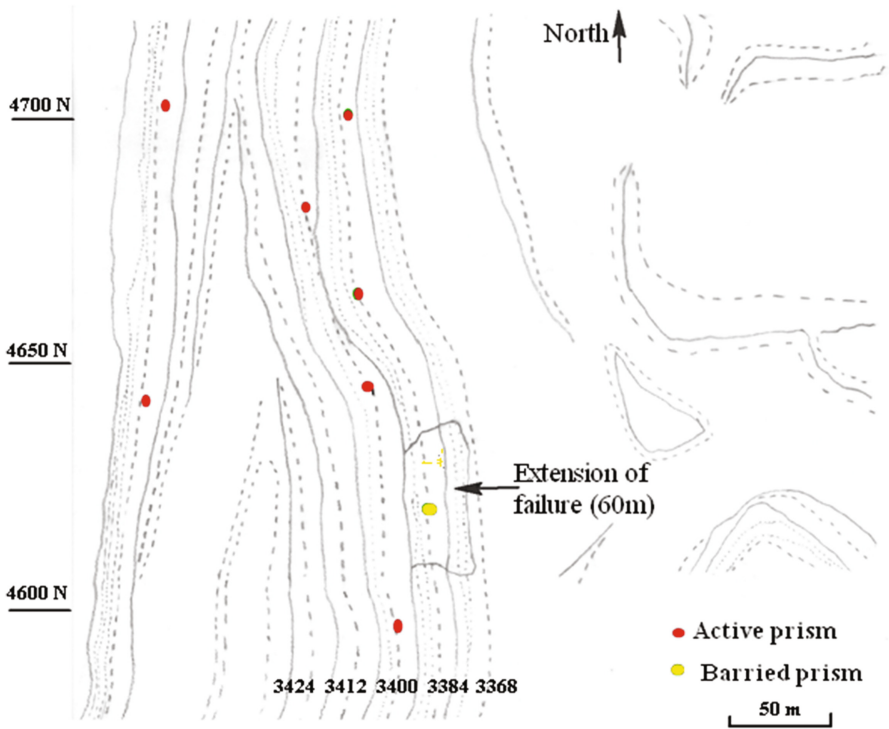 North
4700 N
4650 N
Extension of
failure (60m)
4600 N
Active prism
Barried prism
3424 3412 3400 3384 3368
50 m